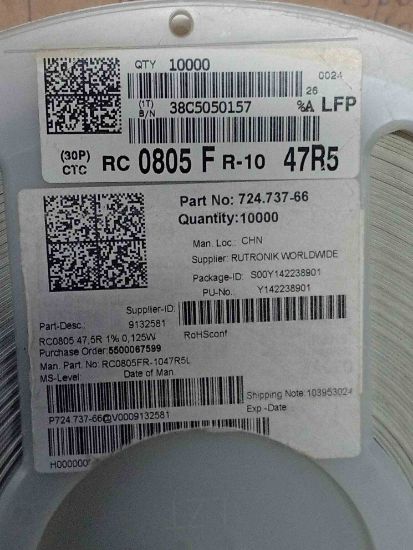 QTY 10000
0024
26
(1T) B/N 38C5050157 %A LFP
(30P) CTC RC 0805 F R-10 47R5
Part No: 724.737-66
Quantity:10000
Man. Loc.: CHN
Supplier: RUTRONIK WORLDWIDE
Package-ID: S00Y142238901
PU-No.: Y142238901
Supplier-ID:
Part-Desc.: 9132581
RC0805 47,5R 1% 0,125W RoHSconf
Purchase Order:5500067599
Man. Part No: RC0805FR-1047R5L
MS-Level: Date of Man.
Shipping Note:103953024
Exp -Date
P724.737-66@V0009132581